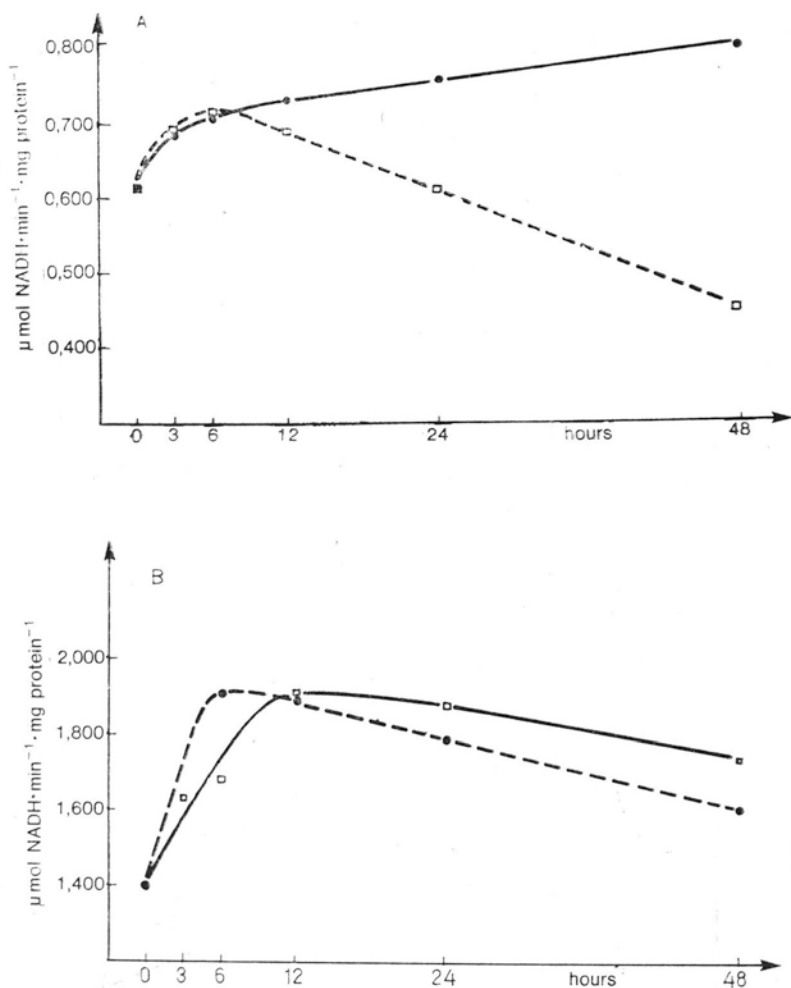 A
µmol NADH·min⁻¹·mg protein⁻¹
0,800
0,700
0,600
0,500
0,400
0 3 6 12 24 hours 48
B
µmol NADH·min⁻¹·mg protein⁻¹
2,000
1,800
1,600
1,400
0 3 6 12 24 hours 48